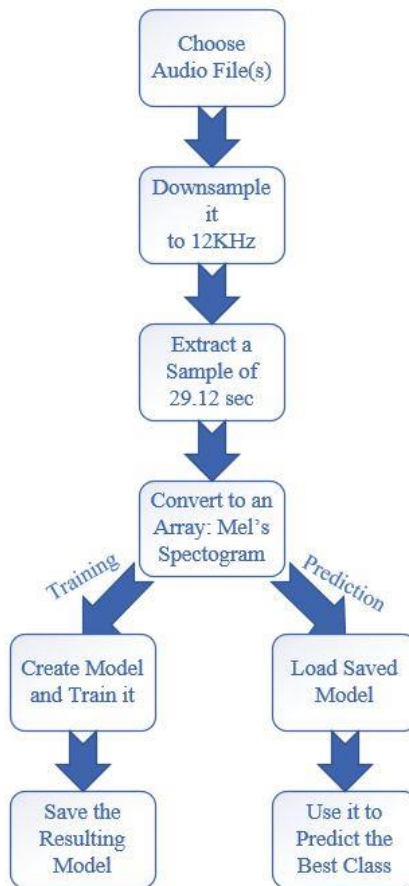 Choose
Audio File(s)
Downsample
it
to 12KHz
Extract a
Sample of
29.12 sec
Convert to an
Array: Mel's
Spectogram
Training
Prediction
Create Model
and Train it
Load Saved
Model
Save the
Resulting
Model
Use it to
Predict the
Best Class